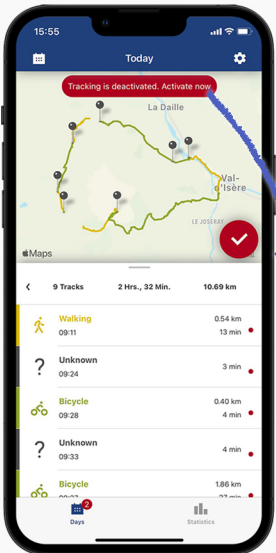 15:55
Today
Tracking is deactivated. Activate now
La Daille
Val-
d'Isère
LE JOSERAY
Maps
9 Tracks 2 Hrs., 32 Min. 10.69 km
Walking 0.54 km
09:11 13 min
Unknown
09:24 3 min
Bicycle 0.40 km
09:28 4 min
Unknown
09:33 4 min
Bicycle 1.86 km
2
Days Statistics